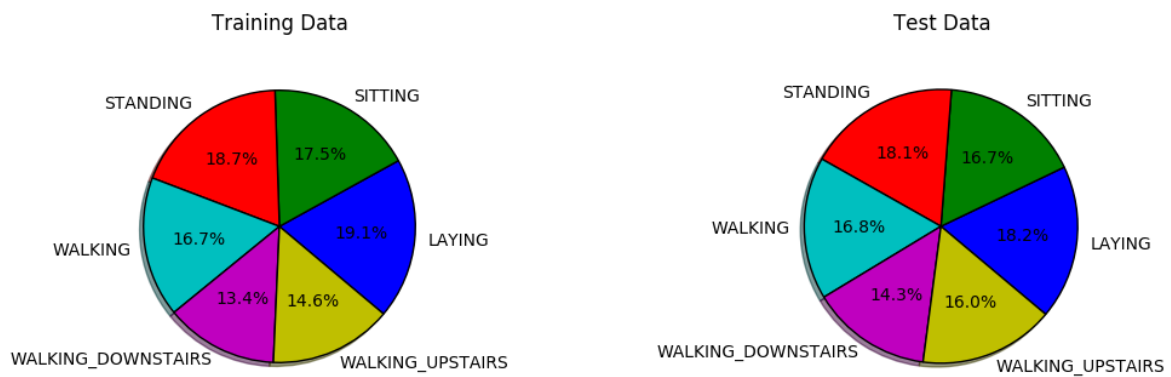 Training Data
STANDING
SITTING
18.7%
17.5%
WALKING
16.7%
19.1%
LAYING
13.4%
14.6%
WALKING_DOWNSTAIRS
WALKING_UPSTAIRS
Test Data
STANDING
SITTING
18.1%
16.7%
WALKING
16.8%
18.2%
LAYING
14.3%
16.0%
WALKING_DOWNSTAIRS
WALKING_UPSTAIRS